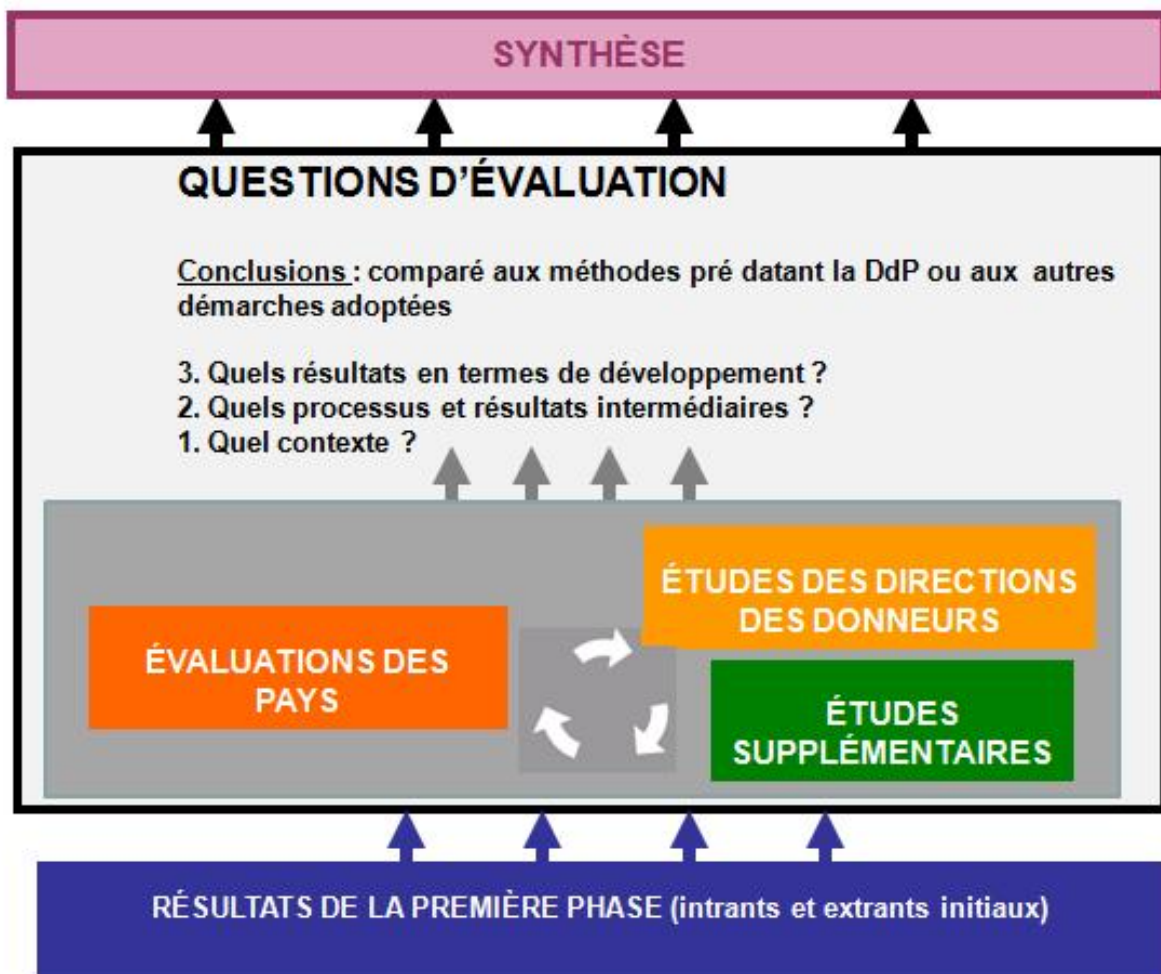 SYNTHÈSE
QUESTIONS D'ÉVALUATION
Conclusions : comparé aux méthodes pré datant la DdP ou aux autres
démarches adoptées
3. Quels résultats en termes de développement ?
2. Quels processus et résultats intermédiaires ?
1. Quel contexte ?
ÉVALUATIONS DES
PAYS
ÉTUDES DES DIRECTIONS
DES DONNEURS
ÉTUDES
SUPPLÉMENTAIRES
RÉSULTATS DE LA PREMIÈRE PHASE (intrants et extrants initiaux)